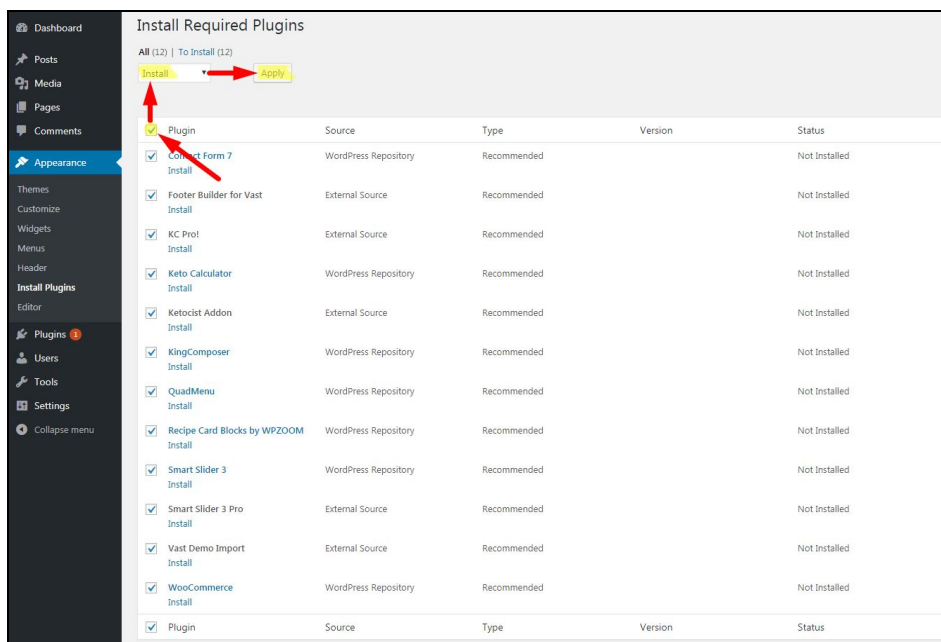 Dashboard
Posts
Media
Pages
Comments
Appearance
Themes
Customize
Widgets
Menus
Header
Install Plugins
Editor
Plugins 1
Users
Tools
Settings
Collapse menu
Install Required Plugins
All (12) | To Install (12)
Install Apply
Plugin Source Type Version Status
Contact Form 7 WordPress Repository Recommended Not Installed
Install
Footer Builder for Vast External Source Recommended Not Installed
Install
KC Pro! External Source Recommended Not Installed
Install
Keto Calculator WordPress Repository Recommended Not Installed
Install
Ketocist Addon External Source Recommended Not Installed
Install
KingComposer WordPress Repository Recommended Not Installed
Install
QuadMenu WordPress Repository Recommended Not Installed
Install
Recipe Card Blocks by WPZOOM WordPress Repository Recommended Not Installed
Install
Smart Slider 3 WordPress Repository Recommended Not Installed
Install
Smart Slider 3 Pro External Source Recommended Not Installed
Install
Vast Demo Import External Source Recommended Not Installed
Install
WooCommerce WordPress Repository Recommended Not Installed
Install
Plugin Source Type Version Status